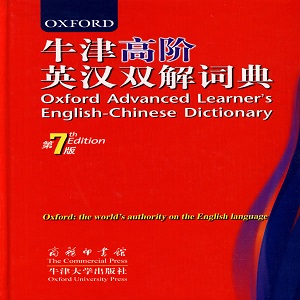 OXFORD
牛津高阶
英汉双解词典
Oxford Advanced Learner's
English-Chinese Dictionary
第7th Edition版
Oxford: the world's authority on the English language
商务印书馆
The Commercial Press
牛津大学出版社
Oxford University Press